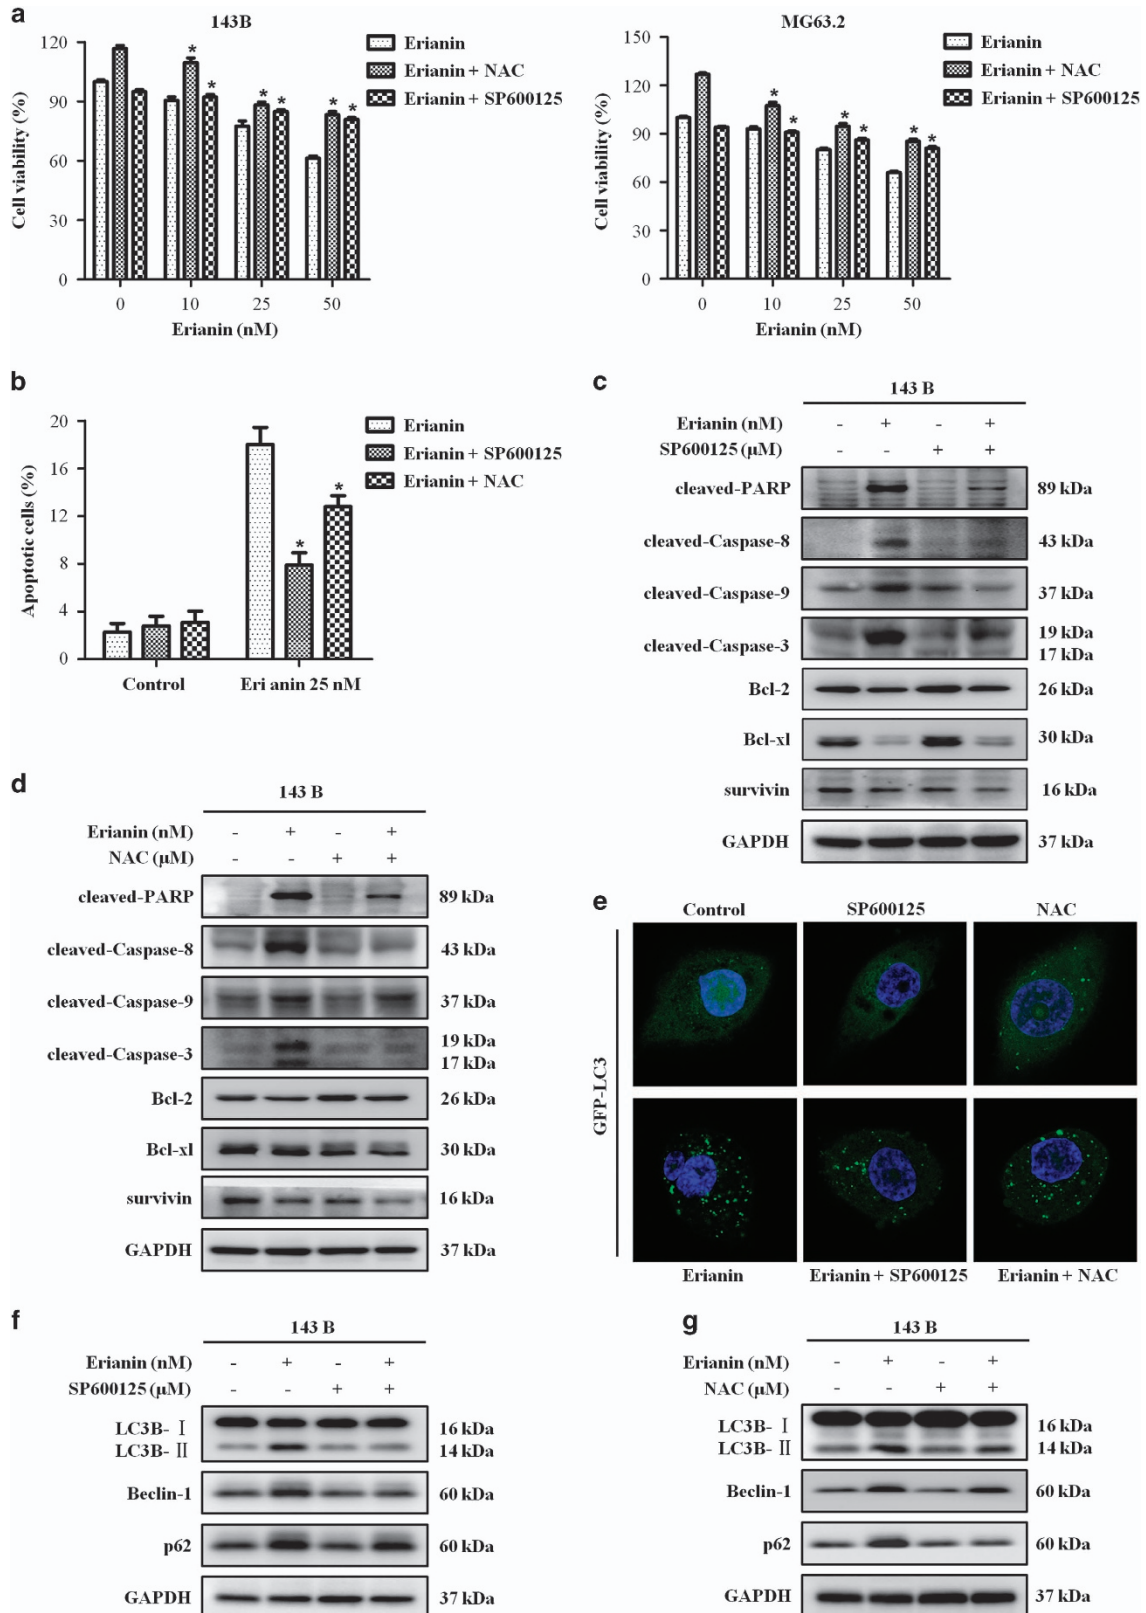 a
143B
Cell viability (%)
120
90
60
30
0
* * * * * *
0 10 25 50
Erianin (nM)
Erianin
Erianin + NAC
Erianin + SP600125
MG63.2
Cell viability (%)
150
120
90
60
30
0
* * * * * *
0 10 25 50
Erianin (nM)
Erianin
Erianin + NAC
Erianin + SP600125
b
Apoptotic cells (%)
20
16
12
8
4
0
* *
Control Eri anin 25 nM
Erianin
Erianin + SP600125
Erianin + NAC
c
143 B
Erianin (nM) - + - +
SP600125 (μM) - - + +
cleaved-PARP 89 kDa
cleaved-Caspase-8 43 kDa
cleaved-Caspase-9 37 kDa
cleaved-Caspase-3 19 kDa
17 kDa
Bcl-2 26 kDa
Bcl-xl 30 kDa
survivin 16 kDa
GAPDH 37 kDa
d
143 B
Erianin (nM) - + - +
NAC (μM) - - + +
cleaved-PARP 89 kDa
cleaved-Caspase-8 43 kDa
cleaved-Caspase-9 37 kDa
cleaved-Caspase-3 19 kDa
17 kDa
Bcl-2 26 kDa
Bcl-xl 30 kDa
survivin 16 kDa
GAPDH 37 kDa
e
Control SP600125 NAC
GFP-LC3
Erianin Erianin + SP600125 Erianin + NAC
f
143 B
Erianin (nM) - + - +
SP600125 (μM) - - + +
LC3B- Ⅰ 16 kDa
LC3B- Ⅱ 14 kDa
Beclin-1 60 kDa
p62 60 kDa
GAPDH 37 kDa
g
143 B
Erianin (nM) - + - +
NAC (μM) - - + +
LC3B- Ⅰ 16 kDa
LC3B- Ⅱ 14 kDa
Beclin-1 60 kDa
p62 60 kDa
GAPDH 37 kDa